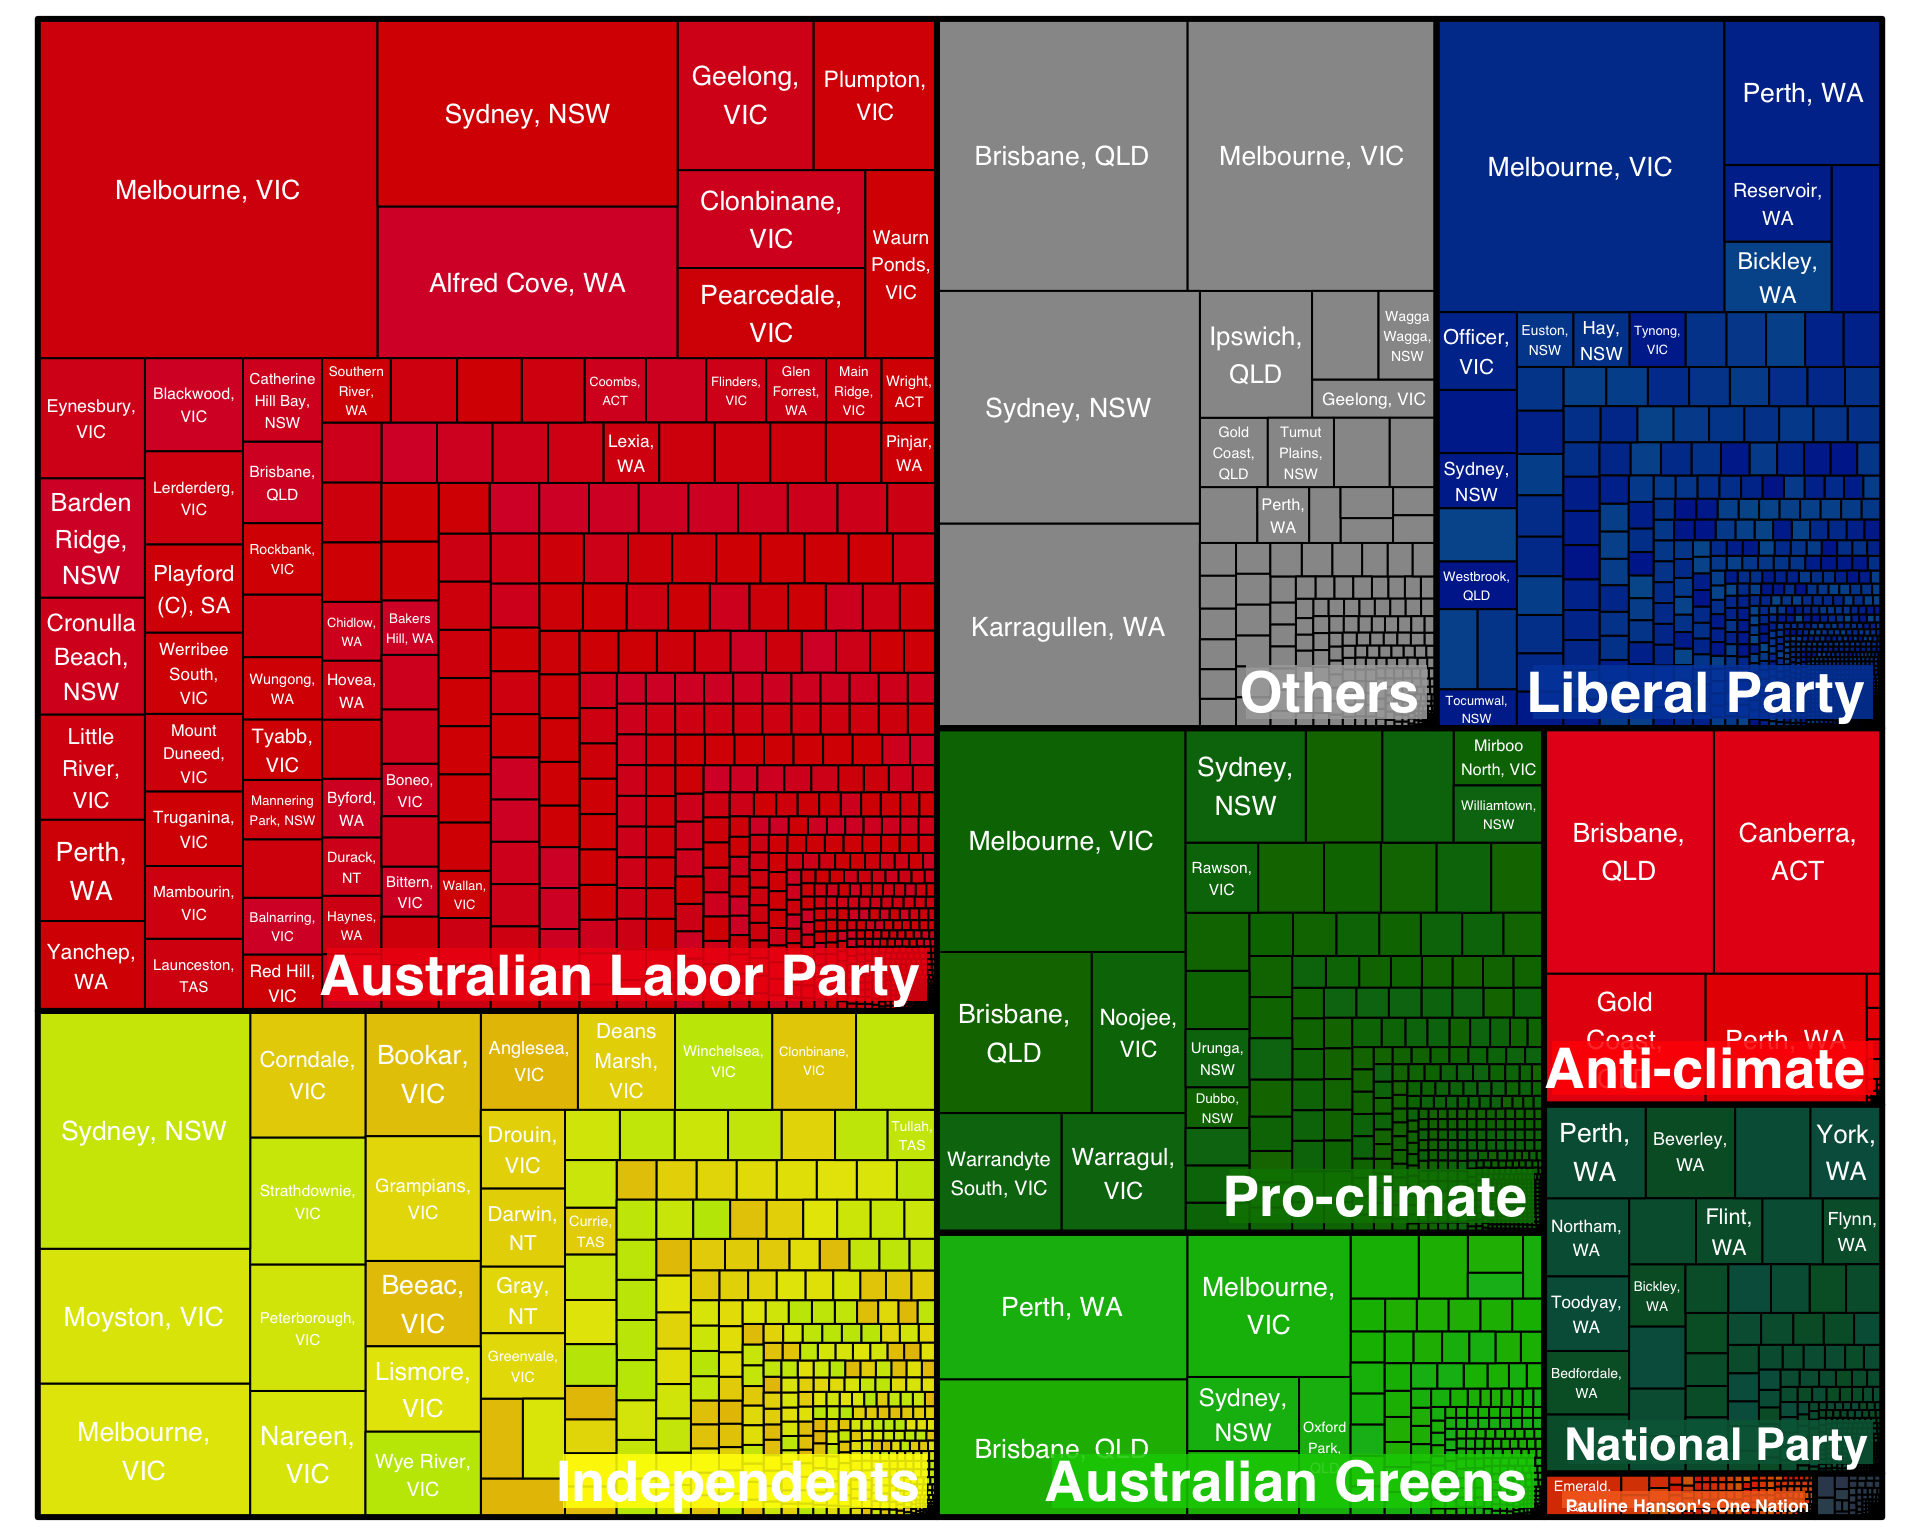 Melbourne, VIC
Sydney, NSW
Alfred Cove, WA
Geelong,
VIC
Plumpton,
VIC
Clonbinane,
VIC
Pearcedale,
VIC
Waurn
Ponds,
VIC
Eynesbury,
VIC
Barden
Ridge,
NSW
Cronulla
Beach,
NSW
Little
River,
VIC
Perth,
WA
Yanchep,
WA
Blackwood,
VIC
Lerderderg,
VIC
Playford
(C), SA
Werribee
South,
VIC
Mount
Duneed,
VIC
Truganina,
VIC
Mambourin,
VIC
Launceston,
TAS
Catherine
Hill Bay,
NSW
Brisbane,
QLD
Rockbank,
VIC
Wungong,
WA
Tyabb,
VIC
Mannering
Park, NSW
Balnarring,
VIC
Red Hill,
VIC
Southern
River,
WA
Coombs,
ACT
Flinders,
VIC
Glen
Forrest,
WA
Main
Ridge,
VIC
Wright,
ACT
Lexia,
WA
Pinjar,
WA
Chidlow,
WA
Hovea,
WA
Byford,
WA
Durack,
NT
Haynes,
WA
Bakers
Hill, WA
Boneo,
VIC
Bittern,
VIC
Wallan,
VIC
Australian Labor Party
Brisbane, QLD
Melbourne, VIC
Sydney, NSW
Karragullen, WA
Ipswich,
QLD
Wagga
Wagga,
NSW
Geelong, VIC
Gold
Coast,
QLD
Tumut
Plains,
NSW
Perth,
WA
Others
Melbourne, VIC
Perth, WA
Reservoir,
WA
Bickley,
WA
Officer,
VIC
Euston,
NSW
Hay,
NSW
Tynong,
VIC
Sydney,
NSW
Westbrook,
QLD
Tocumwal,
NSW
Liberal Party
Sydney, NSW
Moyston, VIC
Melbourne,
VIC
Corndale,
VIC
Strathdownie,
VIC
Peterborough,
VIC
Nareen,
VIC
Bookar,
VIC
Grampians,
VIC
Beeac,
VIC
Lismore,
VIC
Wye River,
VIC
Anglesea,
VIC
Deans
Marsh,
VIC
Winchelsea,
VIC
Clonbinane,
VIC
Drouin,
VIC
Darwin,
NT
Gray,
NT
Greenvale,
VIC
Tullah,
TAS
Currie,
TAS
Independents
Melbourne, VIC
Brisbane,
QLD
Noojee,
VIC
Warrandyte
South, VIC
Warragul,
VIC
Sydney,
NSW
Mirboo
North, VIC
Williamtown,
NSW
Rawson,
VIC
Urunga,
NSW
Dubbo,
NSW
Pro-climate
Perth, WA
Brisbane, QLD
Melbourne,
VIC
Sydney,
NSW
Oxford
Park,
QLD
Australian Greens
Brisbane,
QLD
Canberra,
ACT
Gold
Coast,
Perth, WA
Anti-climate
Perth,
WA
Beverley,
WA
York,
WA
Northam,
WA
Flint,
WA
Flynn,
WA
Toodyay,
WA
Bickley,
WA
Bedfordale,
WA
National Party
Emerald,
Pauline Hanson's One Nation